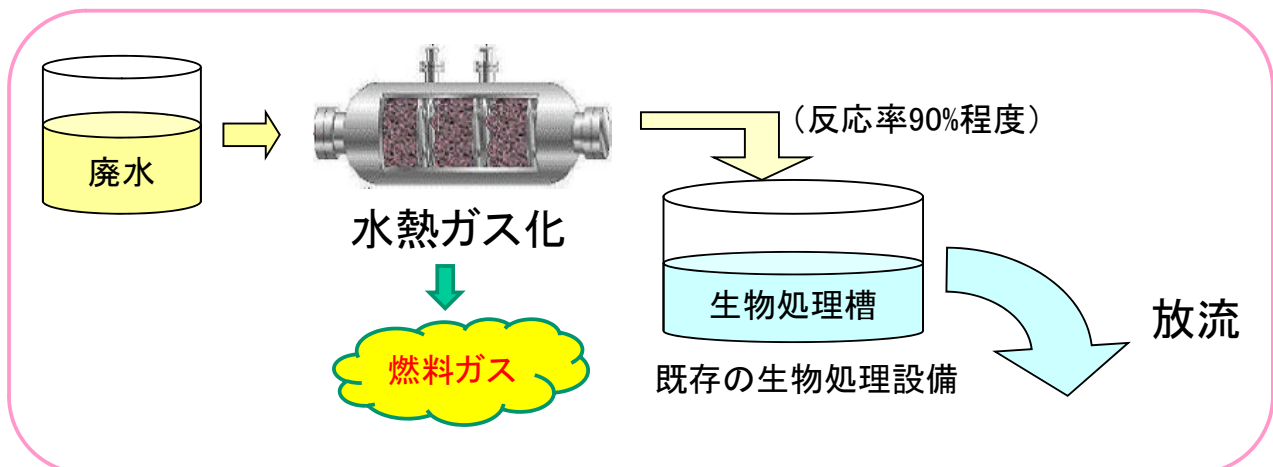 廃水
水熱ガス化
燃料ガス
（反応率90%程度）
生物処理槽
既存の生物処理設備
放流